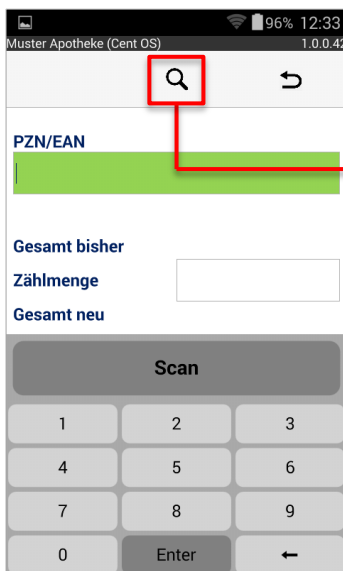 96% 12:33
Muster Apotheke (Cent OS) 1.0.0.42
PZN/EAN
Gesamt bisher
Zählmenge
Gesamt neu
Scan
1 2 3
4 5 6
7 8 9
0 Enter